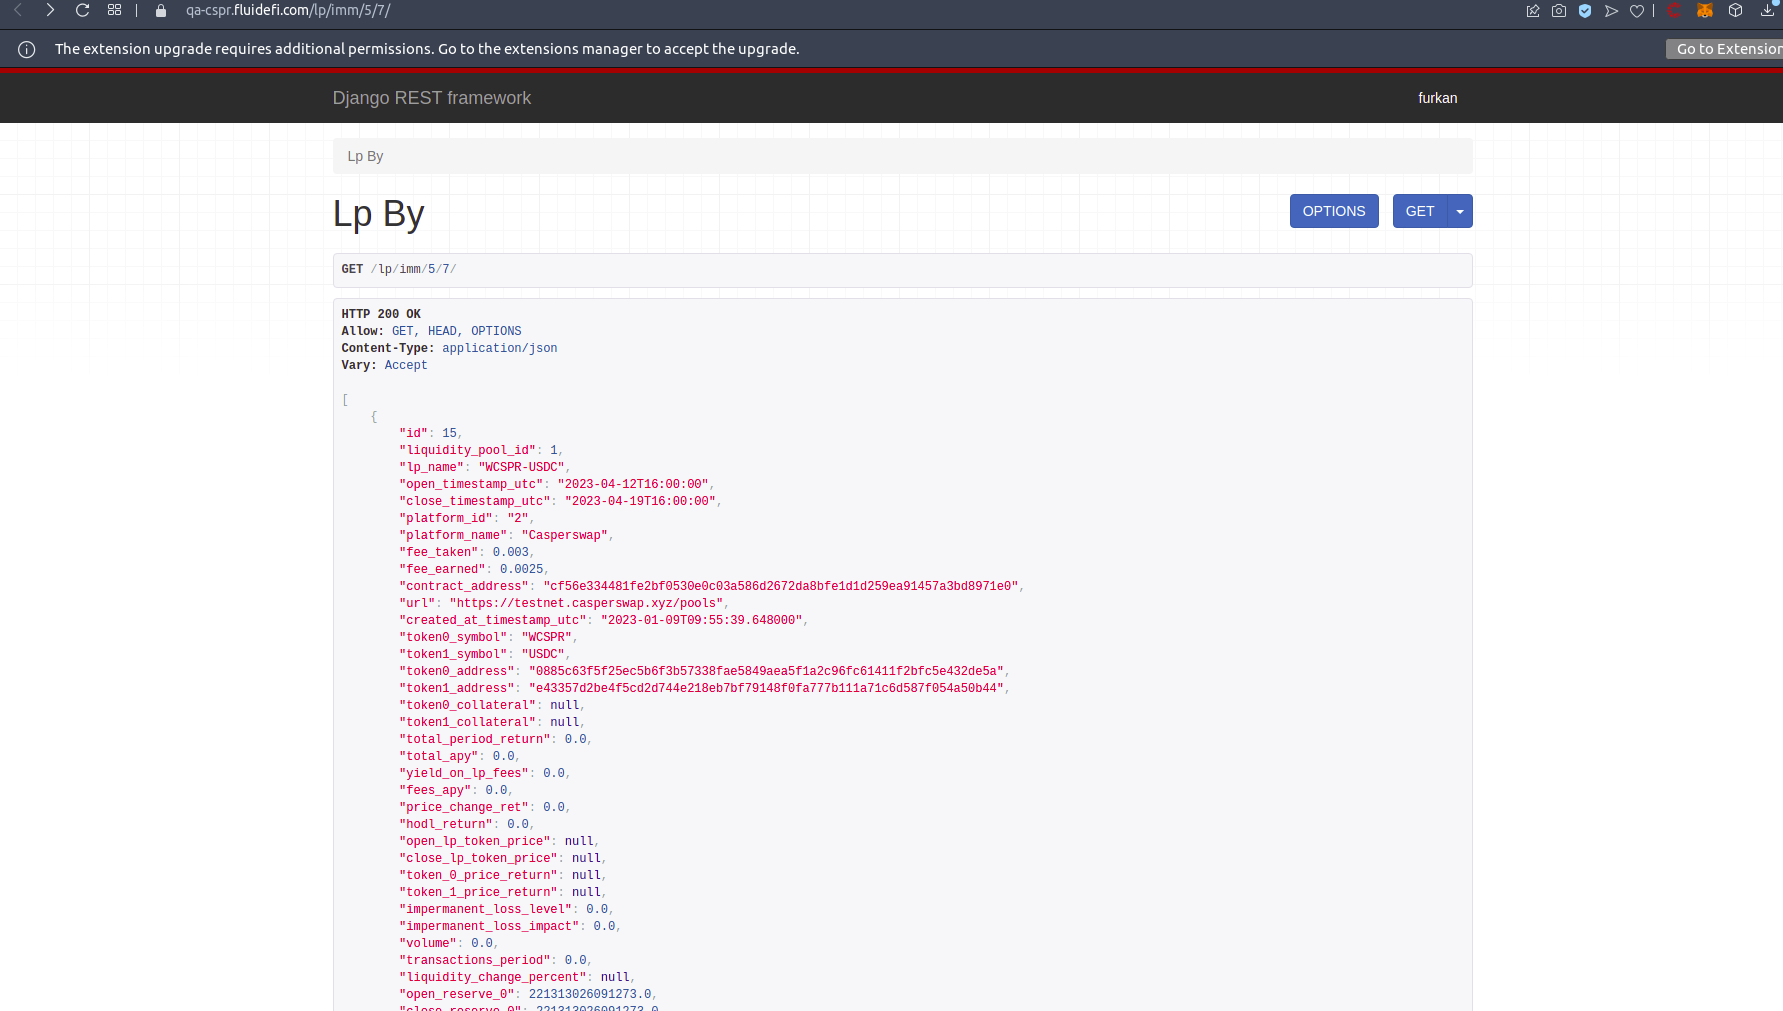 qa-cspr.fluidefi.com/lp/imm/5/7/
The extension upgrade requires additional permissions. Go to the extensions manager to accept the upgrade.
Go to Extension
Django REST framework
furkan
Lp By
Lp By
OPTIONS
GET
GET /lp/imm/5/7/
HTTP 200 OK
Allow: GET, HEAD, OPTIONS
Content-Type: application/json
Vary: Accept
[
{
"id": 15,
"liquidity_pool_id": 1,
"lp_name": "WCSPR-USDC",
"open_timestamp_utc": "2023-04-12T16:00:00",
"close_timestamp_utc": "2023-04-19T16:00:00",
"platform_id": "2",
"platform_name": "Casperswap",
"fee_taken": 0.003,
"fee_earned": 0.0025,
"contract_address": "cf56e334481fe2bf0530e0c03a586d2672da8bfe1d1d259ea91457a3bd8971e0",
"url": "https://testnet.casperswap.xyz/pools",
"created_at_timestamp_utc": "2023-01-09T09:55:39.648000",
"token0_symbol": "WCSPR",
"token1_symbol": "USDC",
"token0_address": "0885c63f5f25ec5b6f3b57338fae5849aea5f1a2c96fc61411f2bfc5e432de5a",
"token1_address": "e43357d2be4f5cd2d744e218eb7bf79148f0fa777b111a71c6d587f054a50b44",
"token0_collateral": null,
"token1_collateral": null,
"total_period_return": 0.0,
"total_apy": 0.0,
"yield_on_lp_fees": 0.0,
"fees_apy": 0.0,
"price_change_ret": 0.0,
"hodl_return": 0.0,
"open_lp_token_price": null,
"close_lp_token_price": null,
"token_0_price_return": null,
"token_1_price_return": null,
"impermanent_loss_level": 0.0,
"impermanent_loss_impact": 0.0,
"volume": 0.0,
"transactions_period": 0.0,
"liquidity_change_percent": null,
"open_reserve_0": 221313026091273.0,
"close_reserve_0": 221313026091273.0